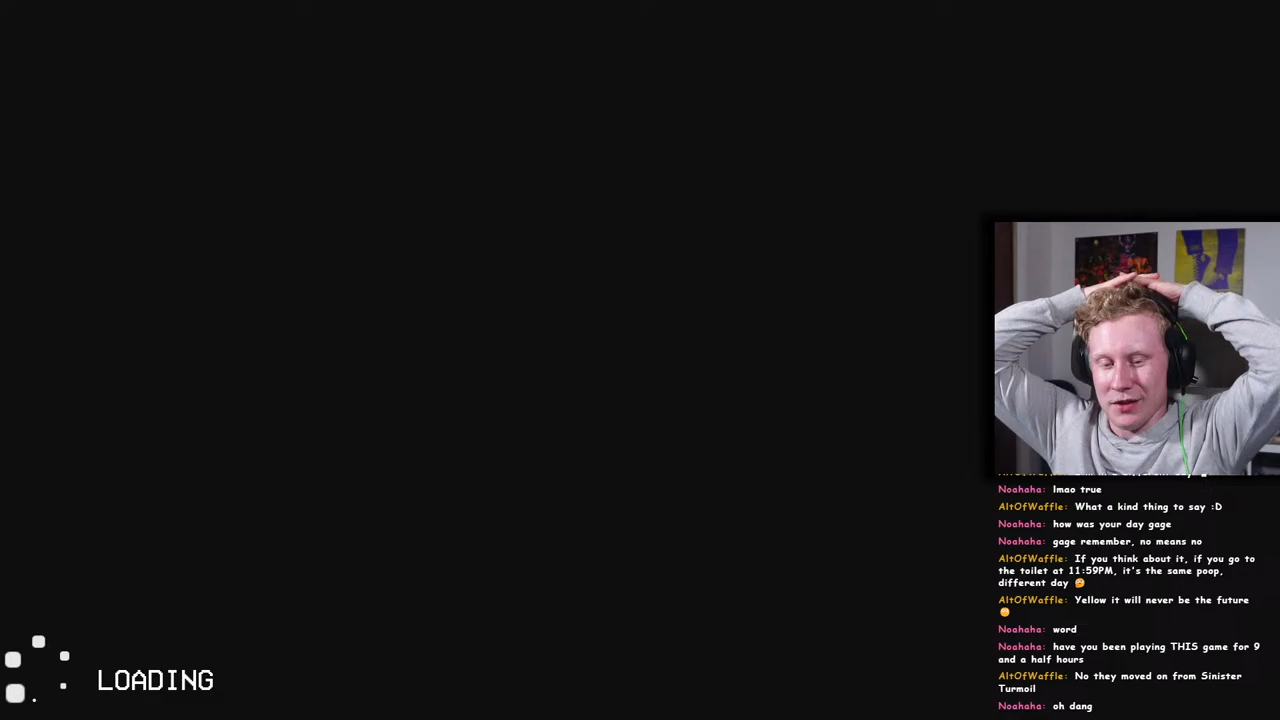 Noahaha: lmao true
AltOfWaffle: What a kind thing to say :D
Noahaha: how was your day gage
Noahaha: gage remember, no means no
AltOfWaffle: If you think about it, if you go to
the toilet at 11:59PM, it's the same poop,
different day
AltOfWaffle: Yellow it will never be the future
Noahaha: word
Noahaha: have you been playing THIS game for 9
and a half hours
AltOfWaffle: No they moved on from Sinister
Turmoil
Noahaha: oh dang
LOADING